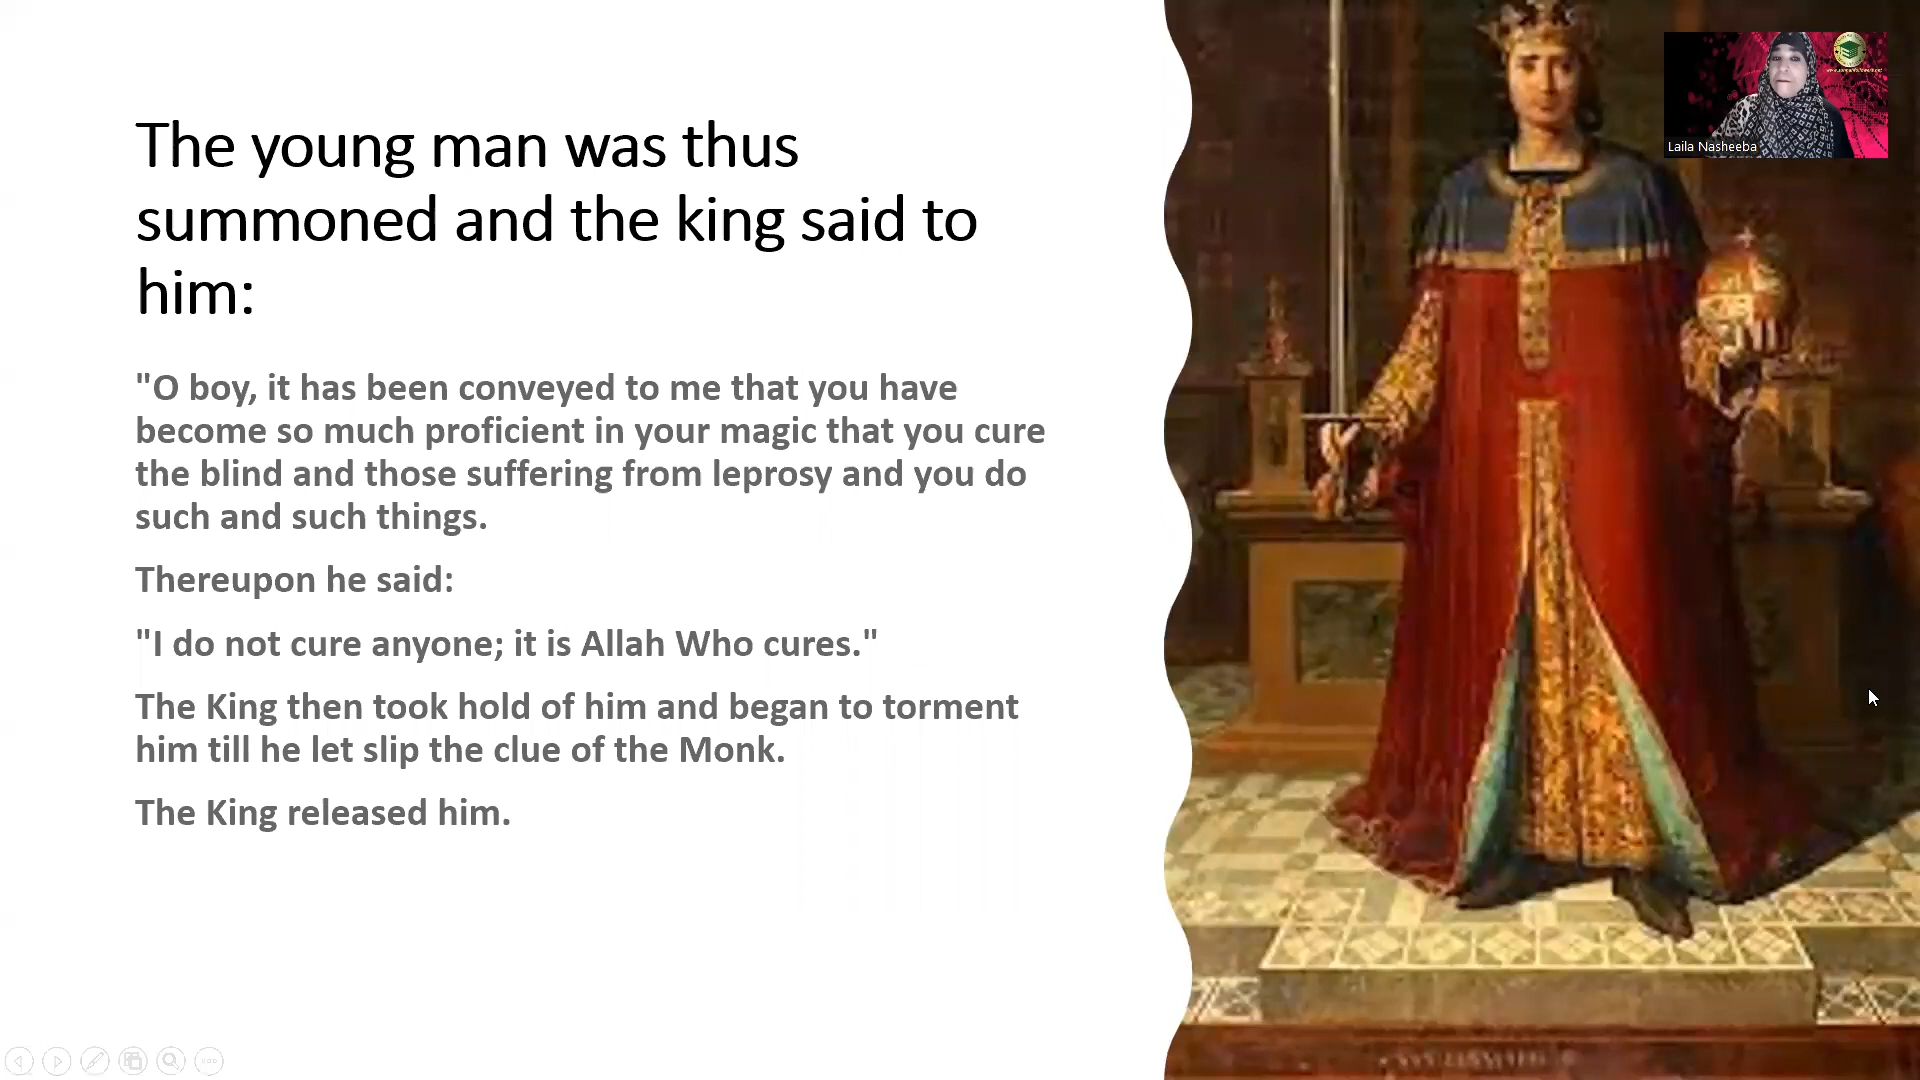 The young man was thus
summoned and the king said to
him:
"O boy, it has been conveyed to me that you have
become so much proficient in your magic that you cure
the blind and those suffering from leprosy and you do
such and such things.
Thereupon he said:
"I do not cure anyone; it is Allah Who cures."
The King then took hold of him and began to torment
him till he let slip the clue of the Monk.
The King released him.
Laila Nasheeba